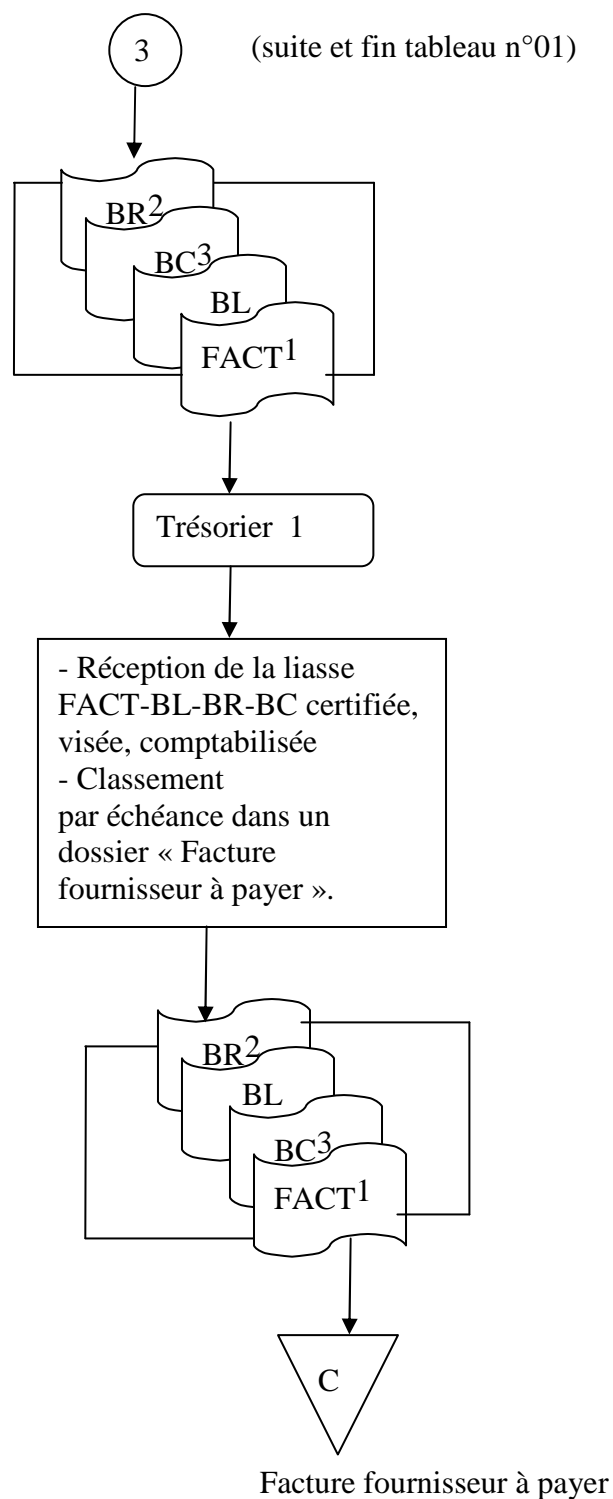 3
(suite et fin tableau n°01)
BR2
BC3
BL
FACT1
Trésorier 1
- Réception de la liasse
FACT-BL-BR-BC certifiée,
visée, comptabilisée
- Classement
par échéance dans un
dossier « Facture
fournisseur à payer ».
BR2
BL
BC3
FACT1
C
Facture fournisseur à payer